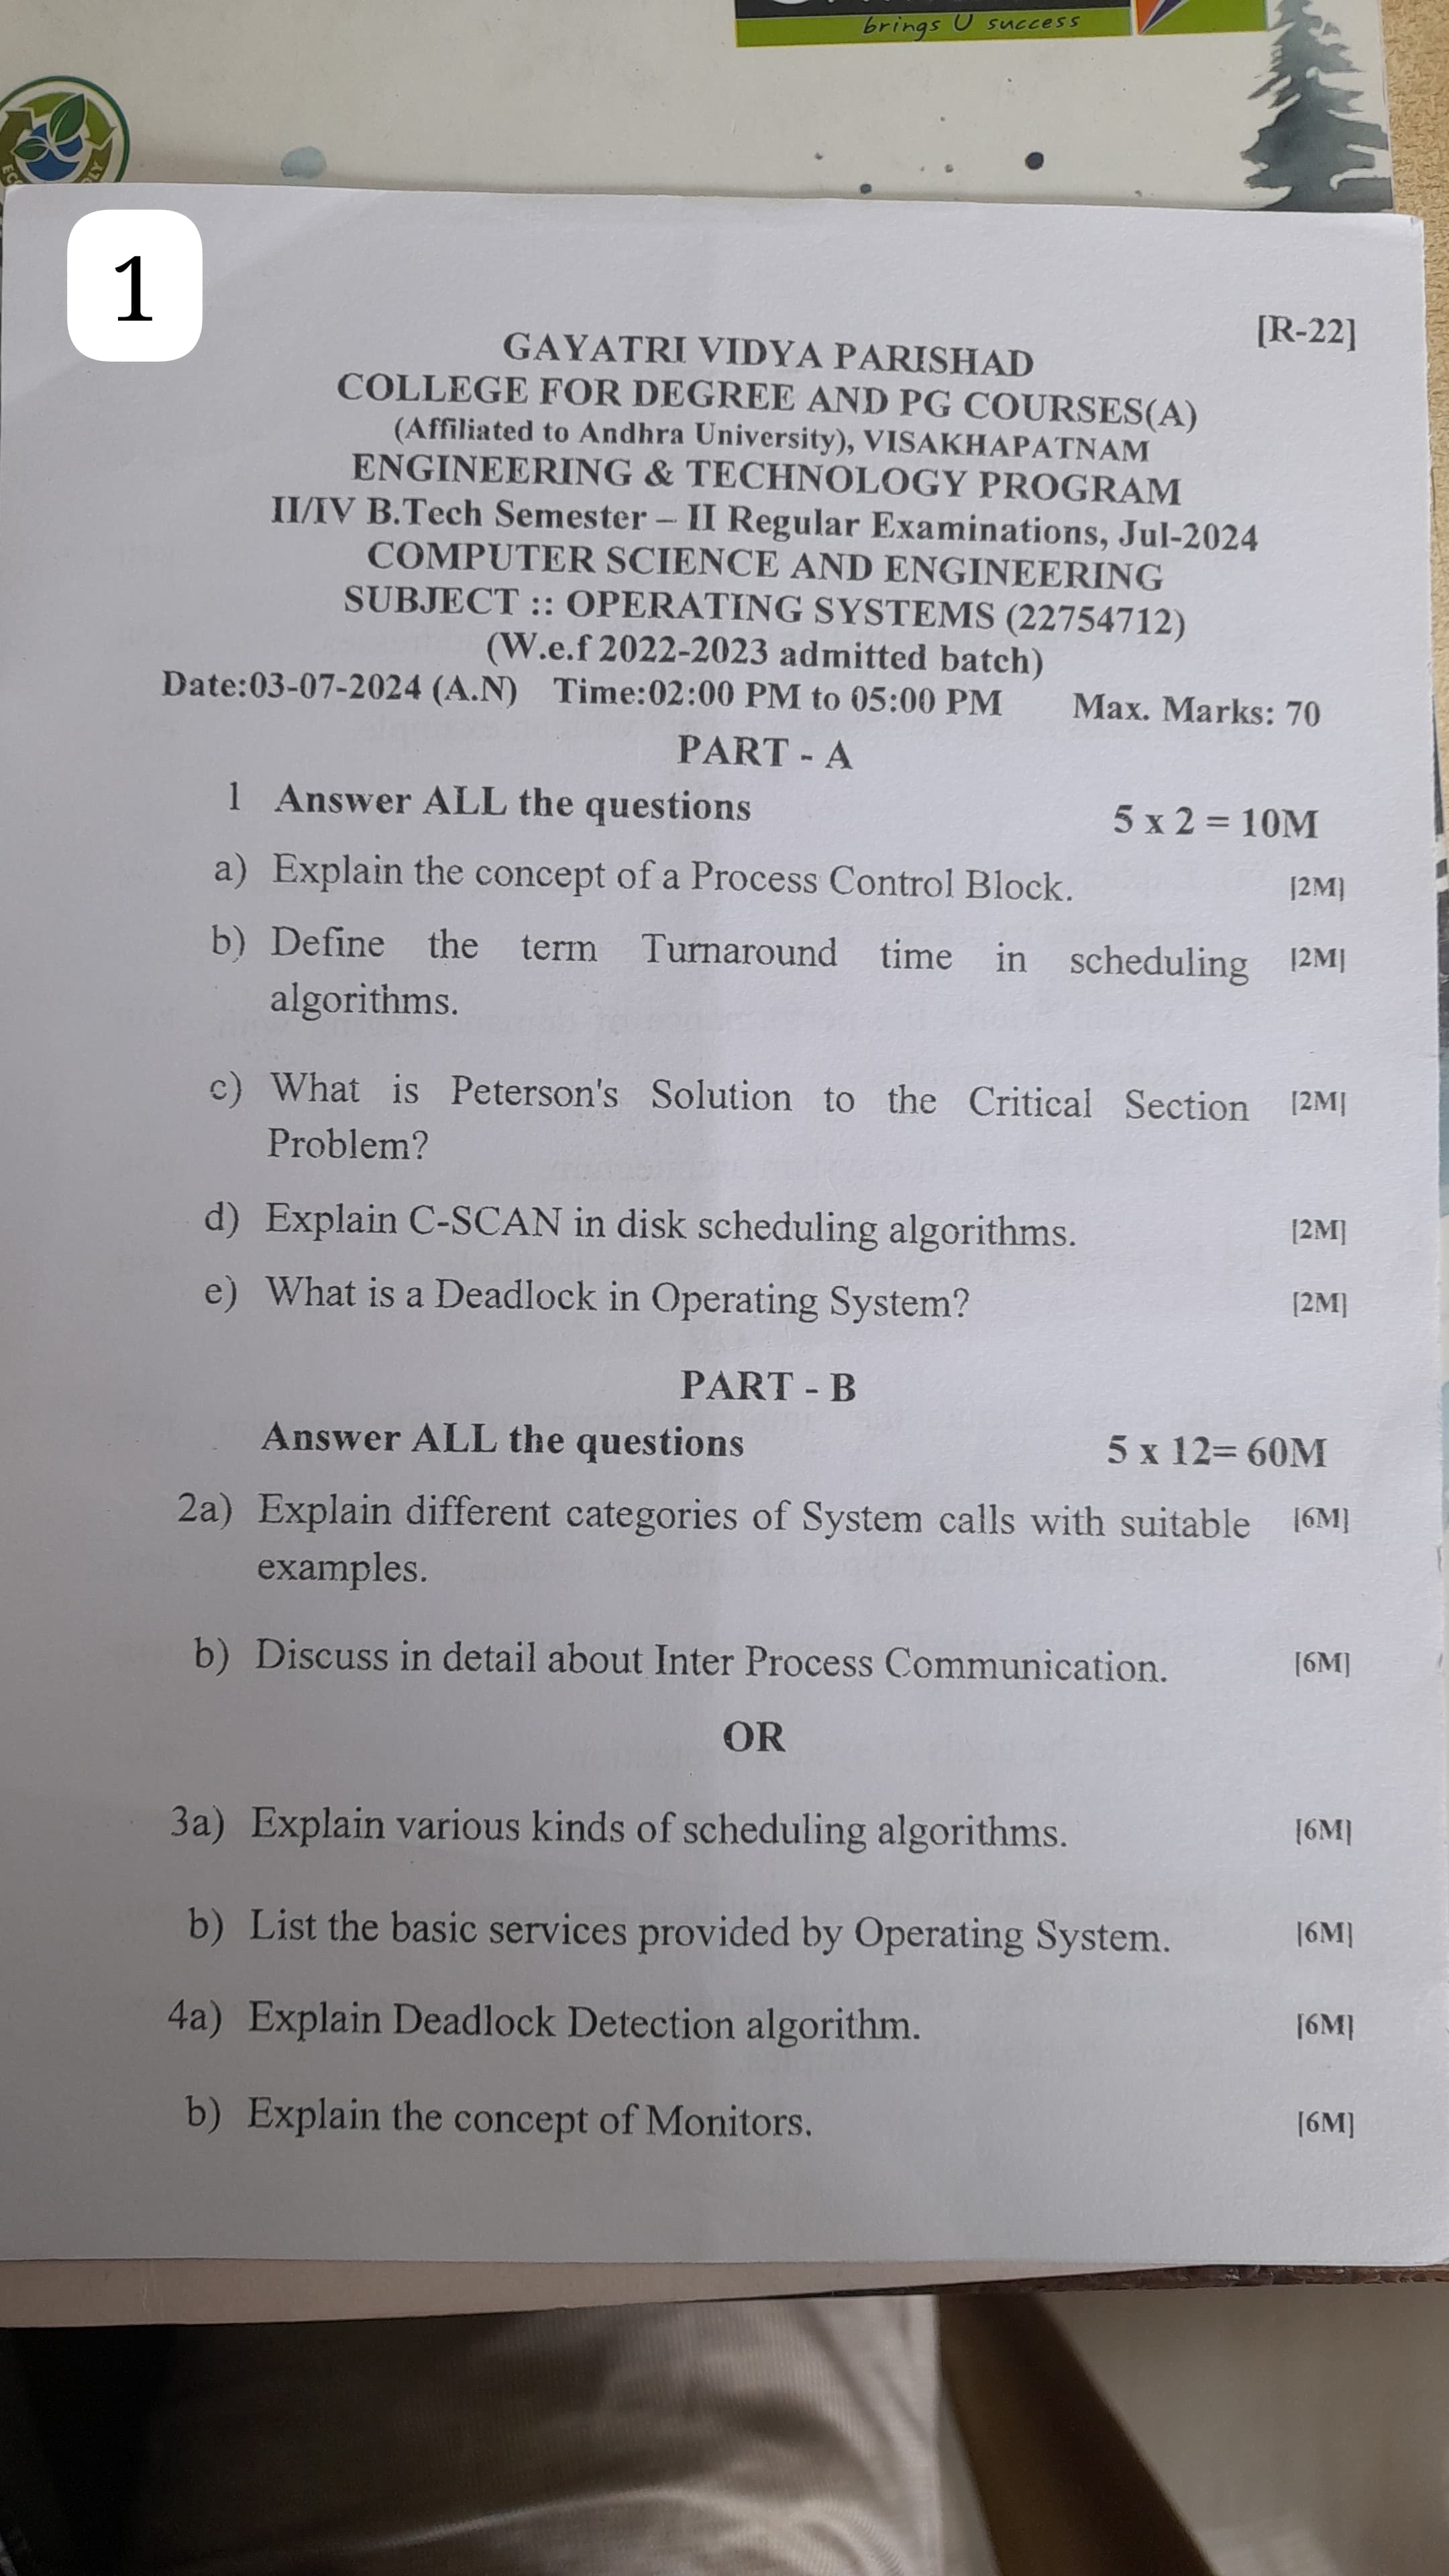 brings U success
1
[R-22]
GAYATRI VIDYA PARISHAD
COLLEGE FOR DEGREE AND PG COURSES(A)
(Affiliated to Andhra University), VISAKHAPATNAM
ENGINEERING & TECHNOLOGY PROGRAM
II/IV B.Tech Semester – II Regular Examinations, Jul-2024
COMPUTER SCIENCE AND ENGINEERING
SUBJECT :: OPERATING SYSTEMS (22754712)
(W.e.f 2022-2023 admitted batch)
Date:03-07-2024 (A.N) Time:02:00 PM to 05:00 PM Max. Marks: 70
PART - A
1 Answer ALL the questions 5 x 2 = 10M
a) Explain the concept of a Process Control Block. [2M]
b) Define the term Turnaround time in scheduling [2M]
algorithms.
c) What is Peterson's Solution to the Critical Section [2M]
Problem?
d) Explain C-SCAN in disk scheduling algorithms. [2M]
e) What is a Deadlock in Operating System? [2M]
PART - B
Answer ALL the questions 5 x 12= 60M
2a) Explain different categories of System calls with suitable [6M]
examples.
b) Discuss in detail about Inter Process Communication. [6M]
OR
3a) Explain various kinds of scheduling algorithms. [6M]
b) List the basic services provided by Operating System. [6M]
4a) Explain Deadlock Detection algorithm. [6M]
b) Explain the concept of Monitors. [6M]